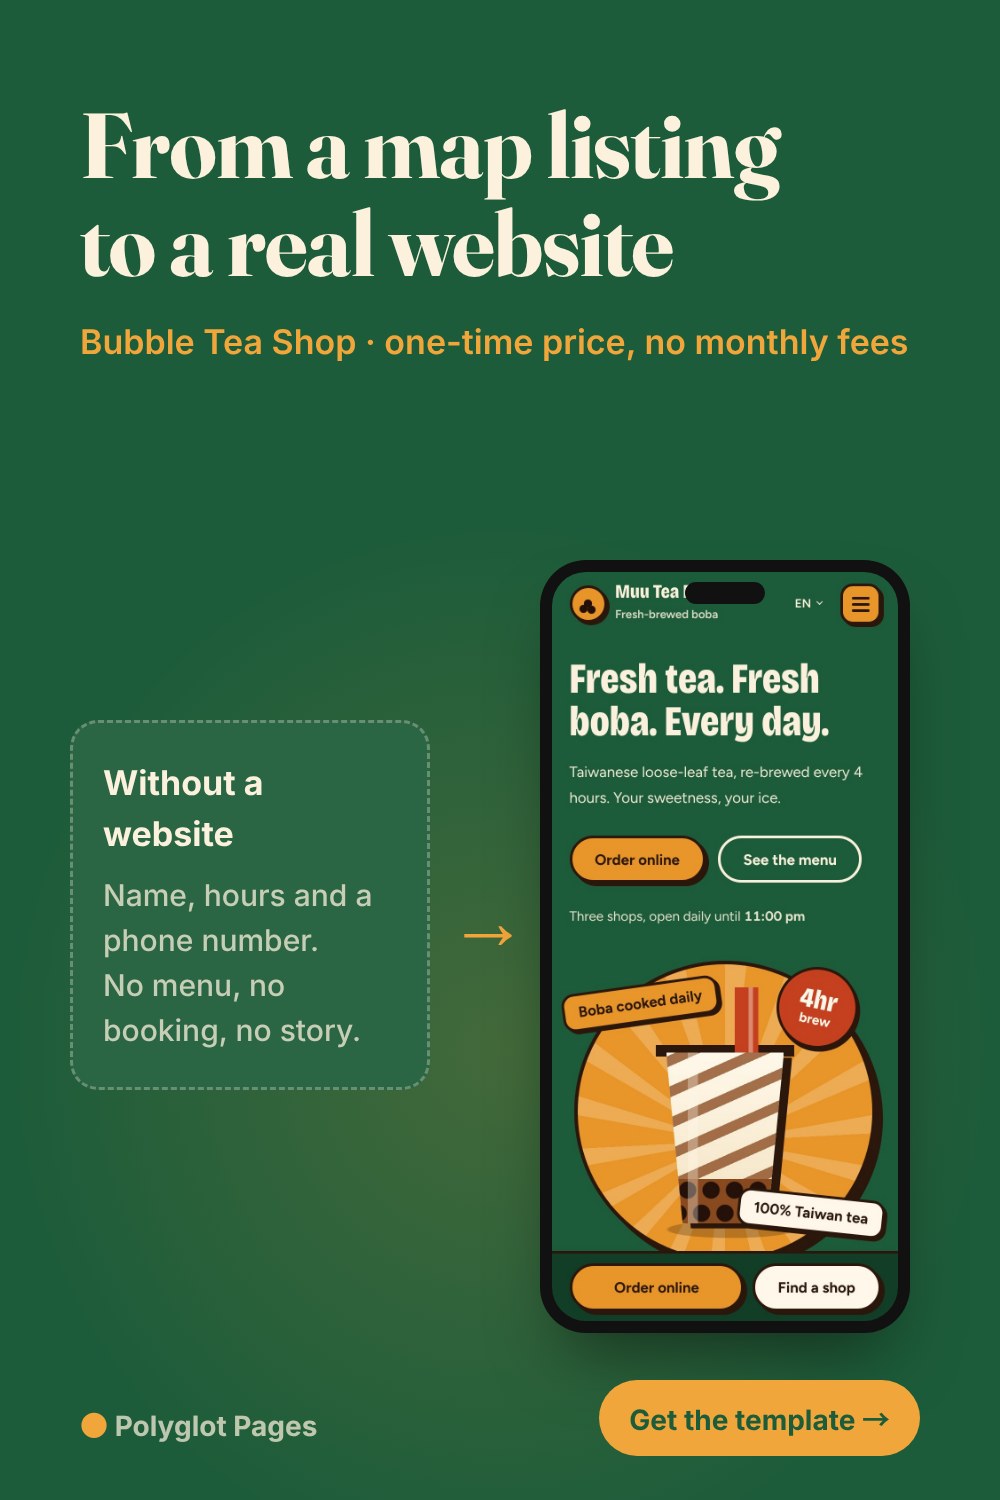 From a map listing
to a real website
Bubble Tea Shop · one-time price, no monthly fees
Without a
website
Name, hours and a
phone number.
No menu, no
booking, no story.
→
Muu Tea
Fresh-brewed boba
EN
Fresh tea. Fresh
boba. Every day.
Taiwanese loose-leaf tea, re-brewed every 4
hours. Your sweetness, your ice.
Order online
See the menu
Three shops, open daily until 11:00 pm
Boba cooked daily
4hr
brew
100% Taiwan tea
Order online
Find a shop
Polyglot Pages
Get the template →